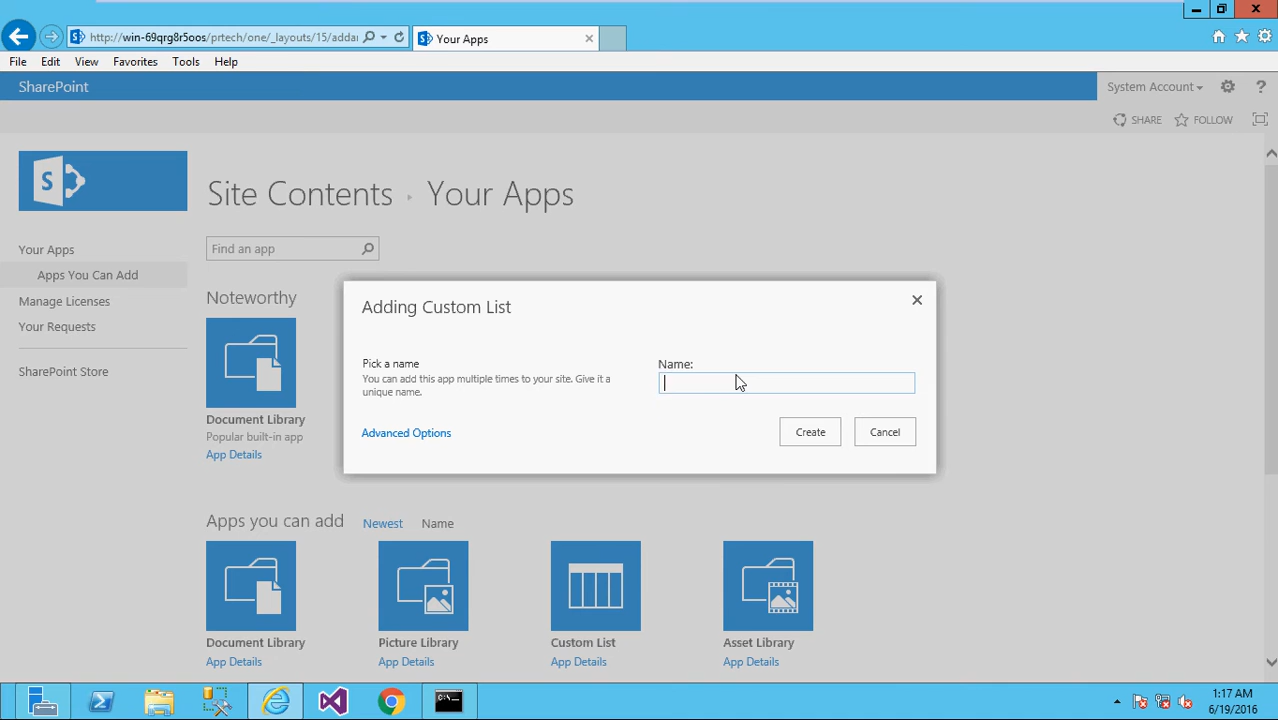 http://win-69qrg8r5oos/prtech/one/_layouts/15/addan
Your Apps
File Edit View Favorites Tools Help
SharePoint
System Account
?
SHARE
FOLLOW
S
Site Contents
Your Apps
Your Apps
Apps You Can Add
Manage Licenses
Your Requests
SharePoint Store
Find an app
Noteworthy
Document Library
Popular built-in app
App Details
Adding Custom List
Pick a name
You can add this app multiple times to your site. Give it a
unique name.
Name:
Advanced Options
Create
Cancel
Apps you can add
Newest
Name
Document Library
App Details
Picture Library
App Details
Custom List
App Details
Asset Library
App Details
1:17 AM
6/19/2016